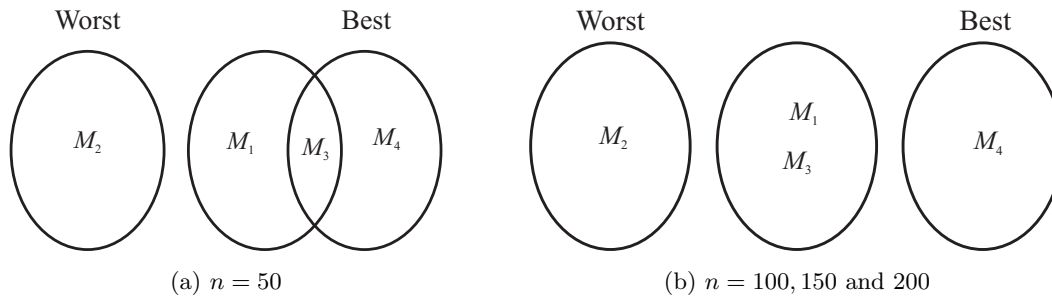 Worst Best Worst Best
M₂ M₁ M₃ M₄ M₂ M₁ M₃ M₄
(a) n = 50 (b) n = 100, 150 and 200